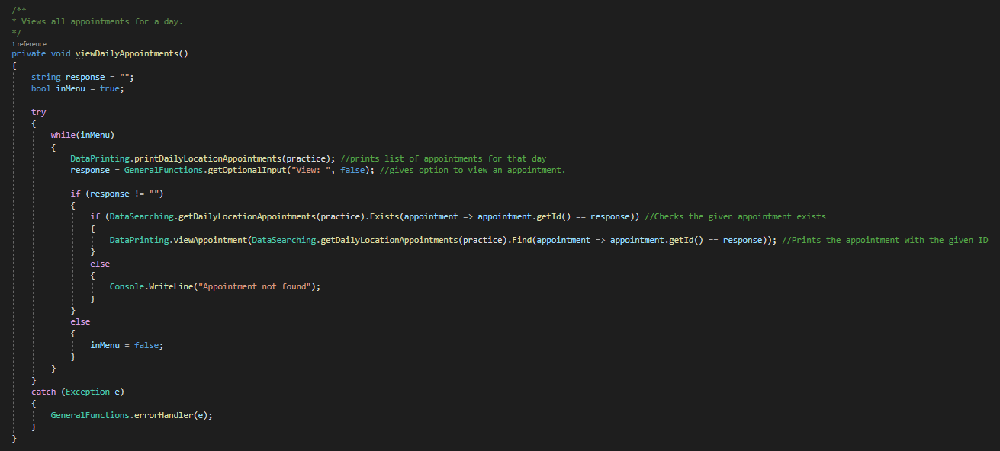 /**
* Views all appointments for a day.
*/
1 reference
private void viewDailyAppointments()
{
string response = "";
bool inMenu = true;
try
{
while(inMenu)
{
DataPrinting.printDailyLocationAppointments(practice); //prints list of appointments for that day
response = GeneralFunctions.getOptionalInput("View: ", false); //gives option to view an appointment.
if (response != "")
{
if (DataSearching.getDailyLocationAppointments(practice).Exists(appointment => appointment.getId() == response)) //Checks the given appointment exists
{
DataPrinting.viewAppointment(DataSearching.getDailyLocationAppointments(practice).Find(appointment => appointment.getId() == response)); //Prints the appointment with the given ID
}
else
{
Console.WriteLine("Appointment not found");
}
}
else
{
inMenu = false;
}
}
}
catch (Exception e)
{
GeneralFunctions.errorHandler(e);
}
}